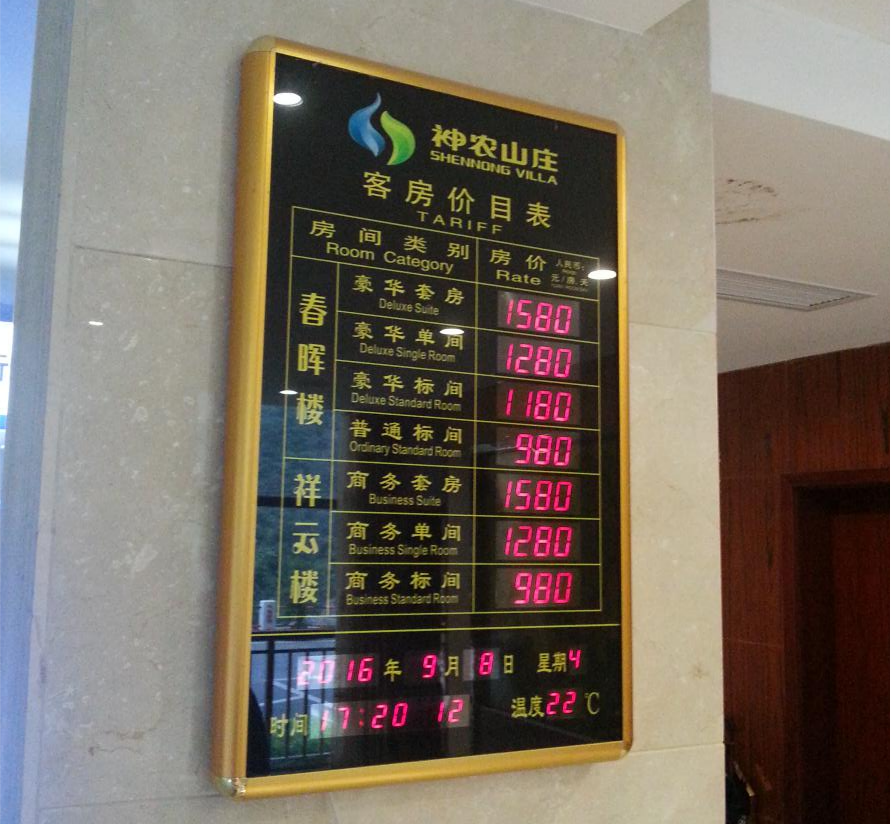 神农山庄
SHENNONG VILLA
客房价目表
TARIFF
房间类别 房价 人民币:
Room Category Rate 元/房.天
春晖楼
豪华套房 1580
Deluxe Suite
豪华单间 1280
Deluxe Single Room
豪华标间 1180
Deluxe Standard Room
普通标间 980
Ordinary Standard Room
祥云楼
商务套房 1580
Business Suite
商务单间 1280
Business Single Room
商务标间 980
Business Standard Room
2016年 9月 8日 星期4
时间 17:20 12 温度22℃